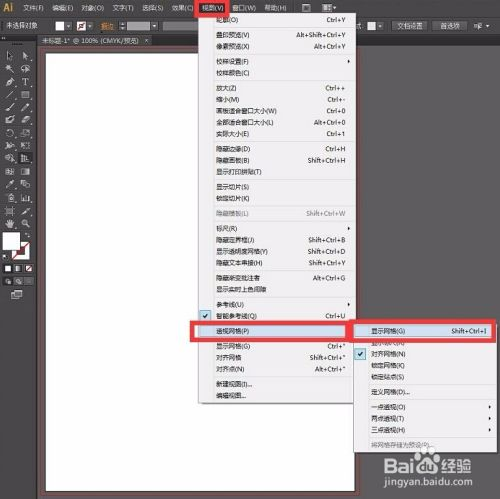 Ai 文件(F) 编辑(E) 对象(O) 文字(T) 选择(S) 效果(C) 视图(V) 窗口(W) 帮助(H)
未选择对象 描边: 文档设置 首选项
未标题-1* @ 100% (CMYK/预览) ×
轮廓(O) Ctrl+Y
叠印预览(V) Alt+Shift+Ctrl+Y
像素预览(X) Alt+Ctrl+Y
校样设置(F)
校样颜色(C)
放大(Z) Ctrl++
缩小(M) Ctrl+-
画板适合窗口大小(W) Ctrl+0
全部适合窗口大小(L) Alt+Ctrl+0
实际大小(E) Ctrl+1
隐藏边缘(D) Ctrl+H
隐藏画板(B) Shift+Ctrl+H
显示打印拼贴(T)
显示切片(S)
锁定切片(K)
隐藏模板(L) Shift+Ctrl+W
标尺(R)
隐藏定界框(J) Shift+Ctrl+B
显示透明度网格(Y) Shift+Ctrl+D
隐藏文本串接(H) Shift+Ctrl+Y
隐藏渐变批注者 Alt+Ctrl+G
显示实时上色间隙
参考线(U)
智能参考线(Q) Ctrl+U
透视网格(P)
显示网格(G) Shift+Ctrl+I
显示网格(G) Ctrl+"
对齐网格(N)
对齐网格 Shift+Ctrl+"
锁定网格(K)
对齐点(N) Alt+Ctrl+"
锁定站点(S)
新建视图(I)...
定义网格(D)...
编辑视图...
一点透视(O)
两点透视(T)
三点透视(H)
将网格存储为预设(P)...
Baidu经验
jingyan.baidu.com